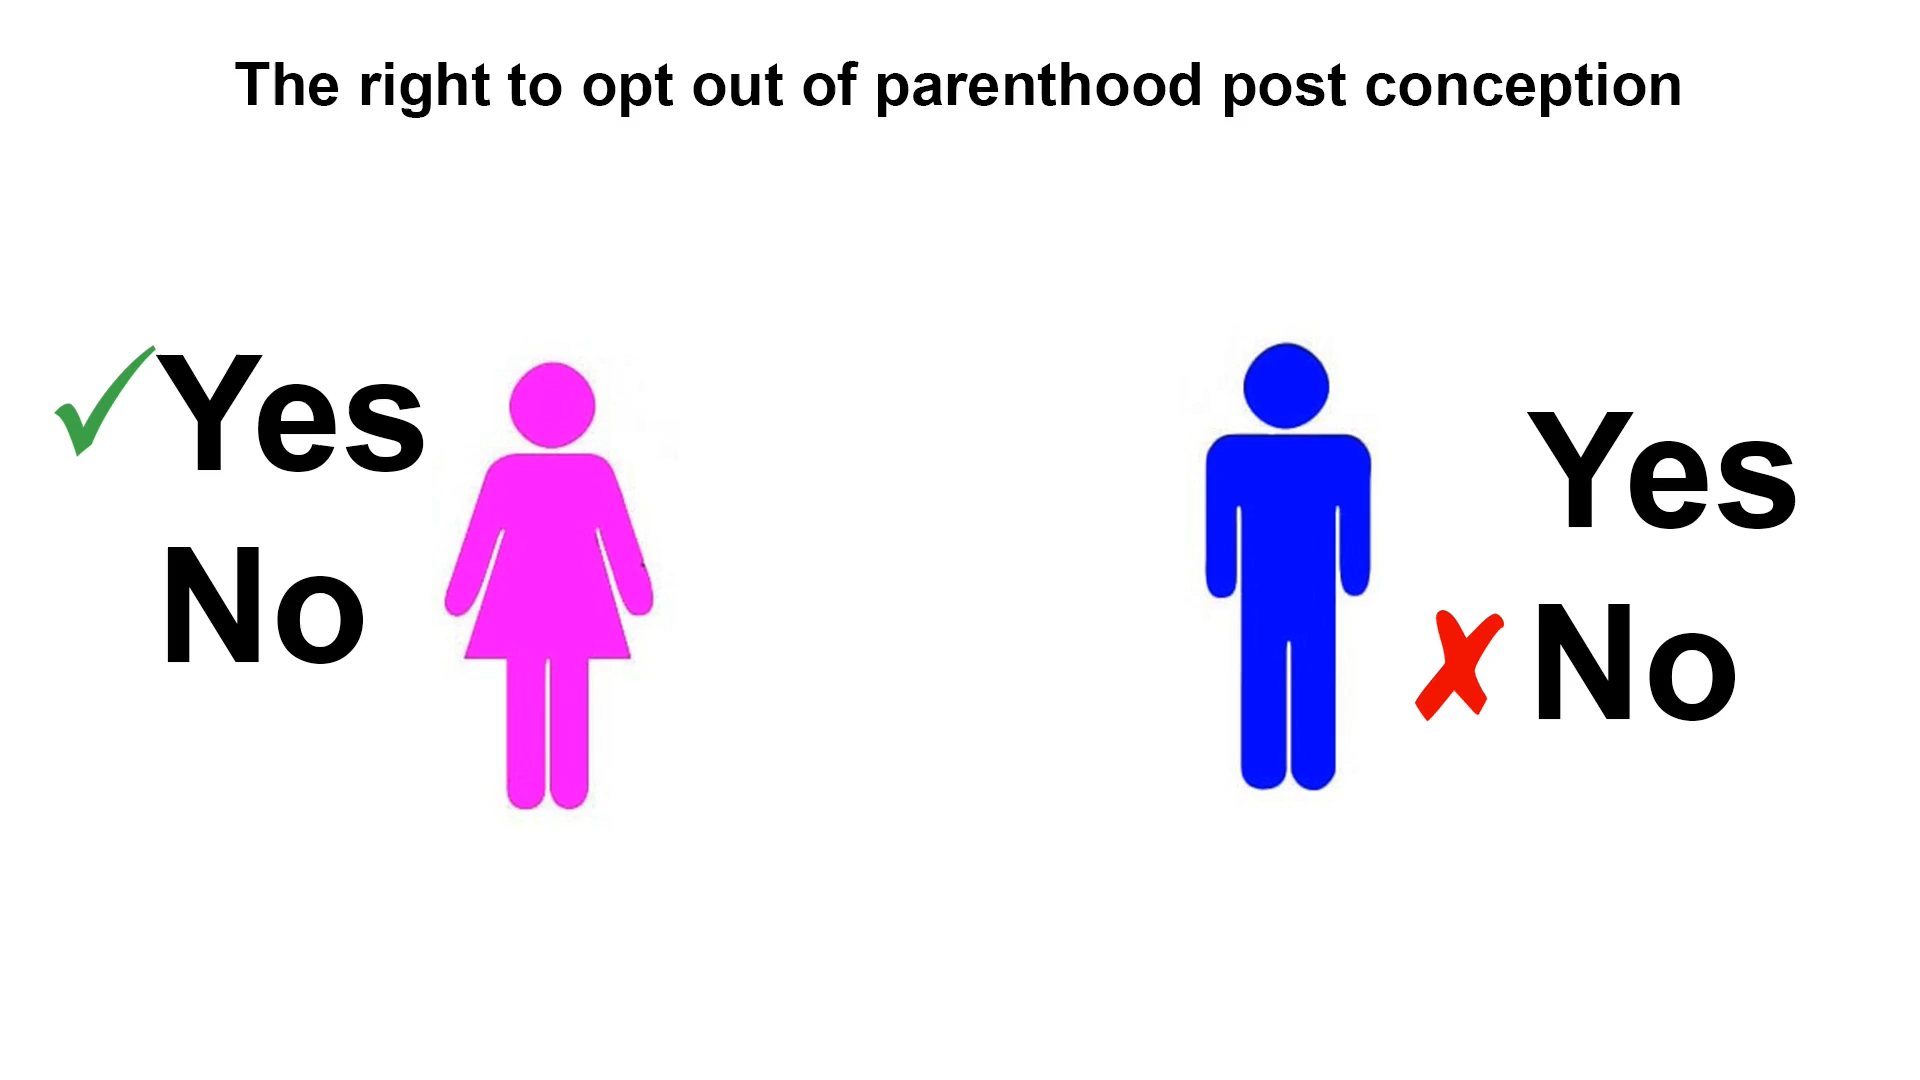 The right to opt out of parenthood post conception
Yes
No
Yes
No